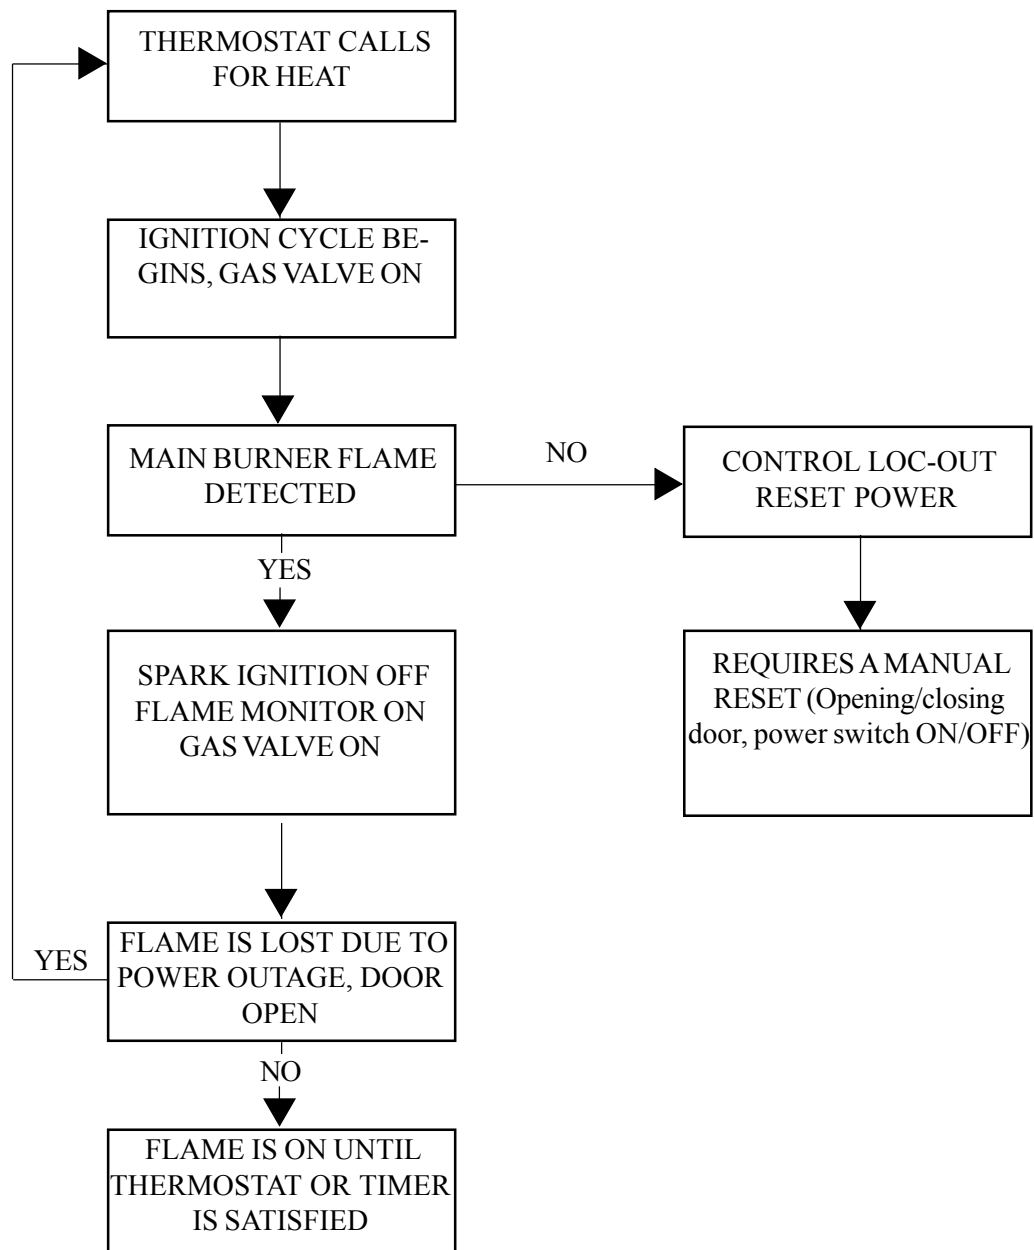 THERMOSTAT CALLS
FOR HEAT
IGNITION CYCLE BE-
GINS, GAS VALVE ON
MAIN BURNER FLAME
DETECTED
NO
CONTROL LOC-OUT
RESET POWER
YES
SPARK IGNITION OFF
FLAME MONITOR ON
GAS VALVE ON
REQUIRES A MANUAL
RESET (Opening/closing
door, power switch ON/OFF)
FLAME IS LOST DUE TO
POWER OUTAGE, DOOR
OPEN
YES
NO
FLAME IS ON UNTIL
THERMOSTAT OR TIMER
IS SATISFIED